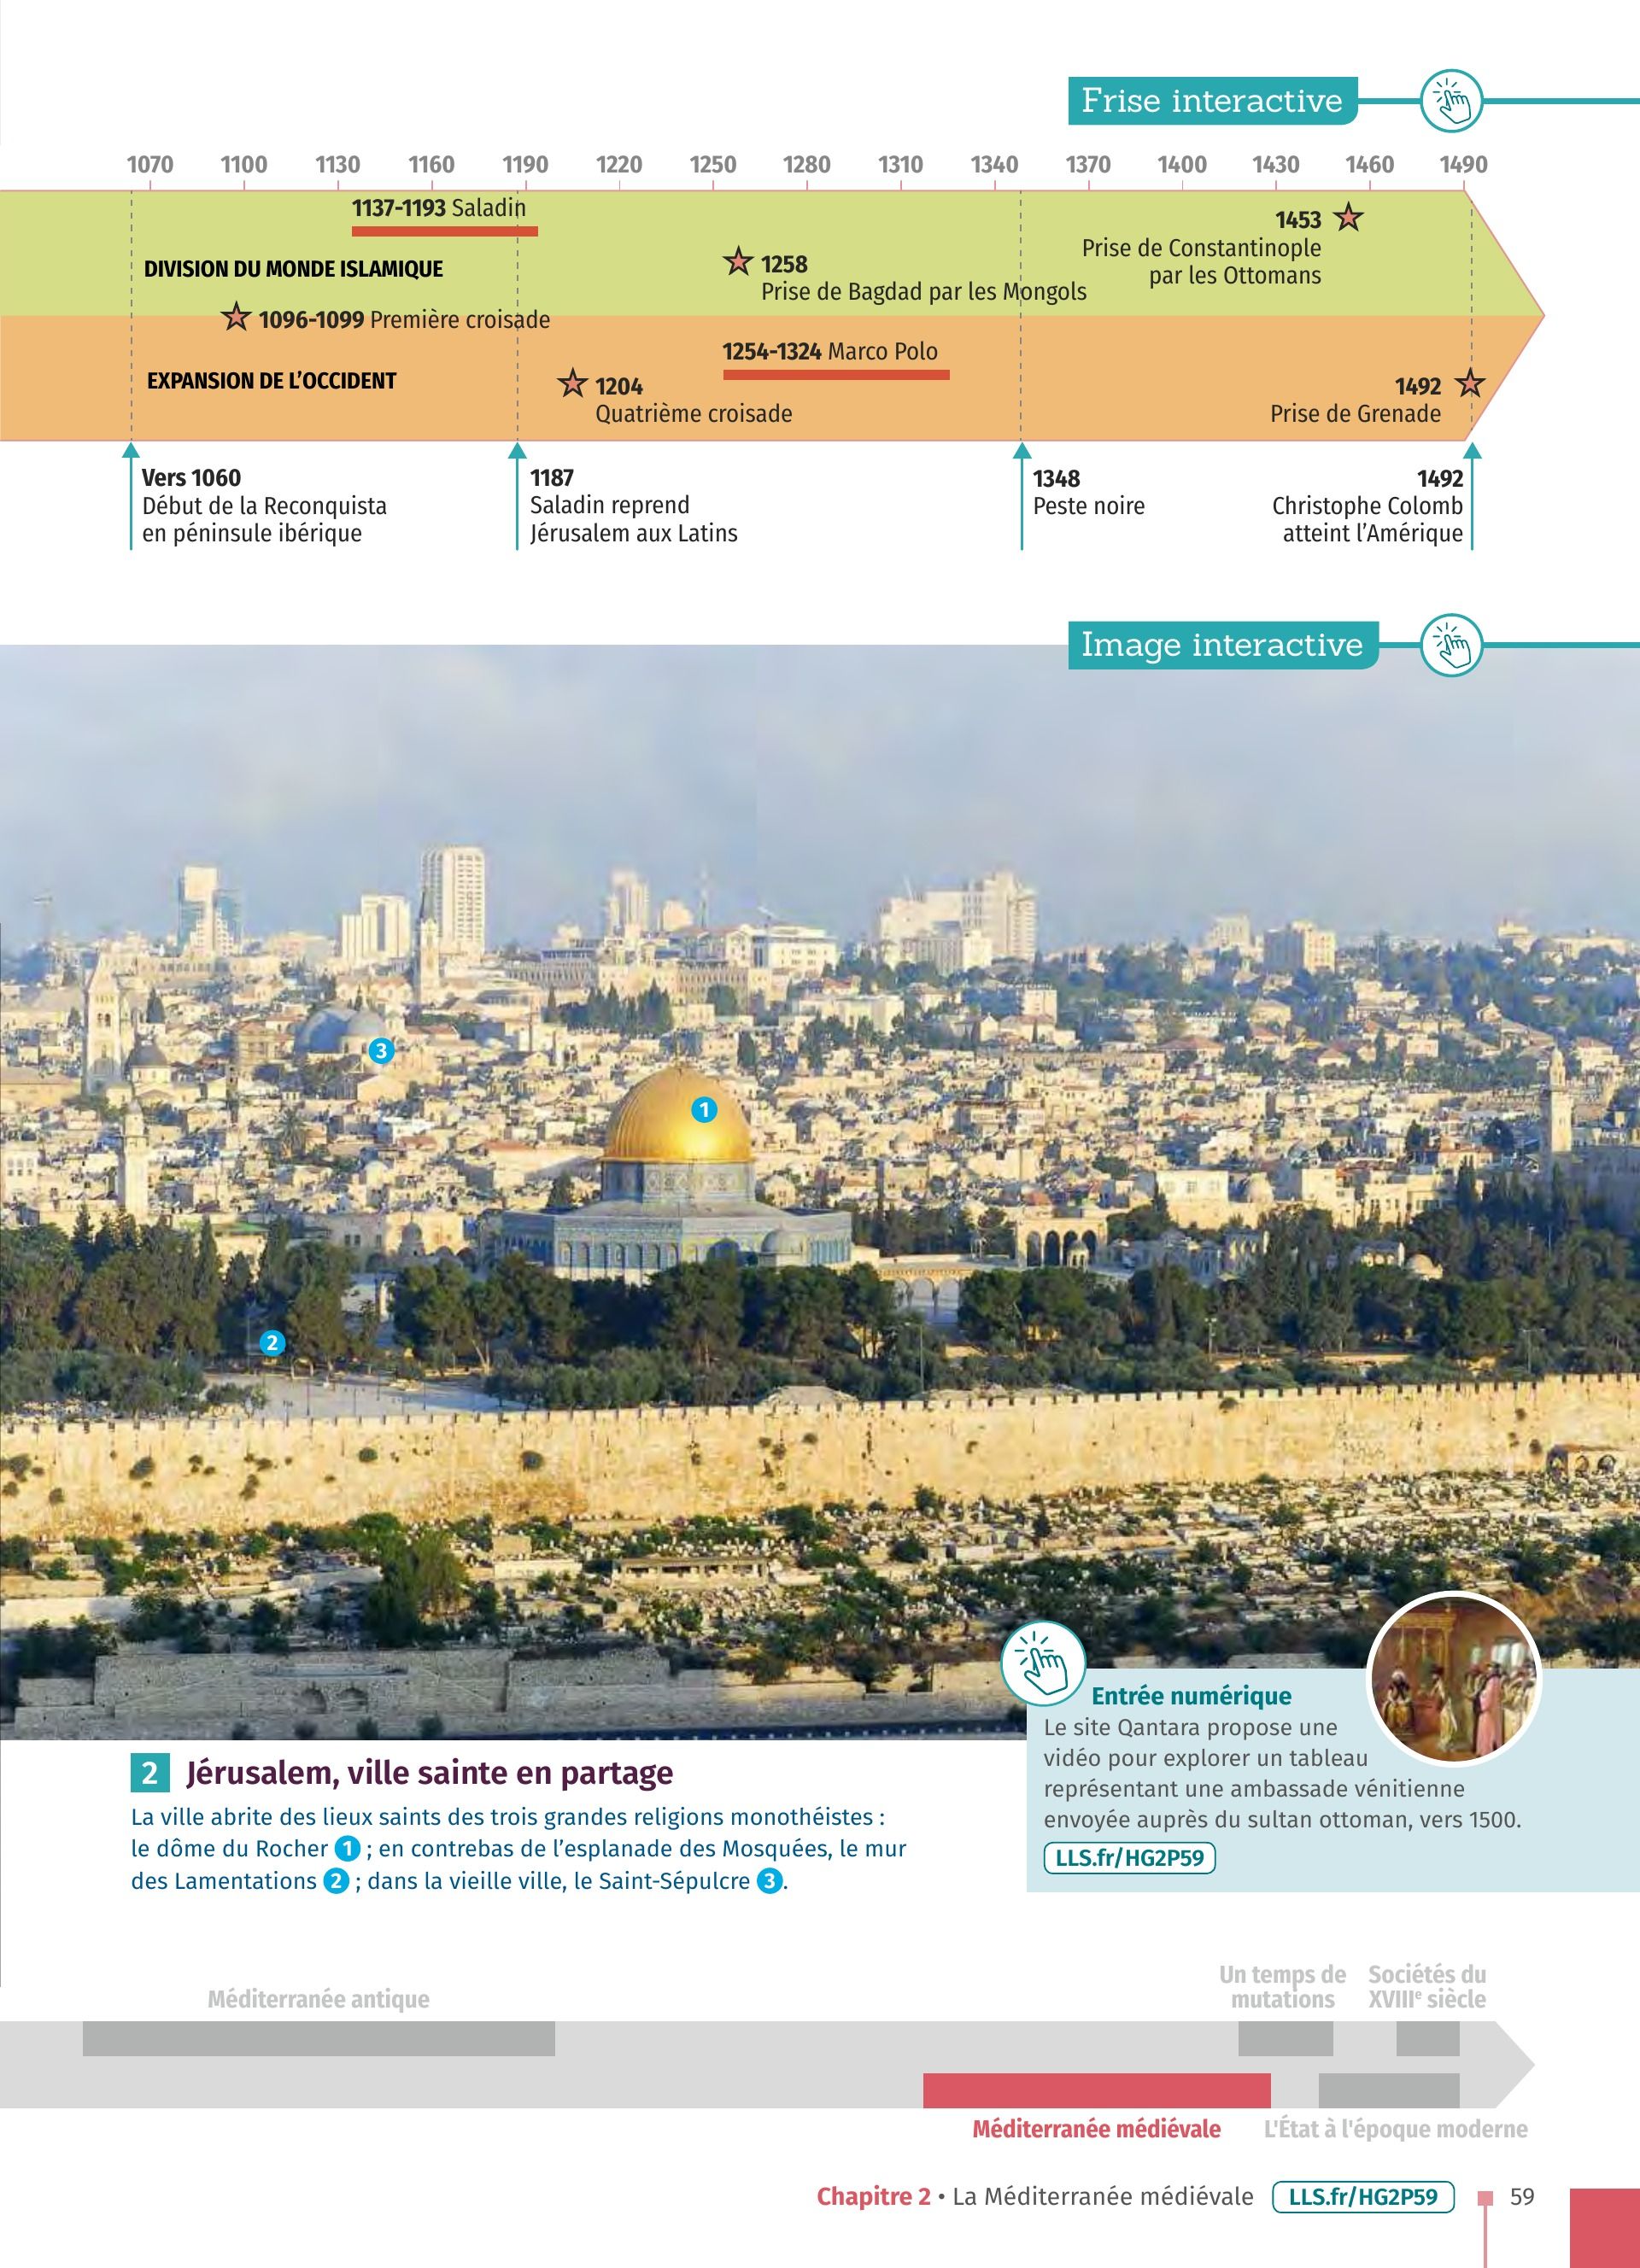 Frise interactive
1070 1100 1130 1160 1190 1220 1250 1280 1310 1340 1370 1400 1430 1460 1490
1137-1193 Saladin
DIVISION DU MONDE ISLAMIQUE
1258
Prise de Bagdad par les Mongols
1453
Prise de Constantinople
par les Ottomans
1096-1099 Première croisade
EXPANSION DE L’OCCIDENT
1204
Quatrième croisade
1254-1324 Marco Polo
1492
Prise de Grenade
Vers 1060
Début de la Reconquista
en péninsule ibérique
1187
Saladin reprend
Jérusalem aux Latins
1348
Peste noire
1492
Christophe Colomb
atteint l’Amérique
Image interactive
3
1
2
Entrée numérique
Le site Qantara propose une
vidéo pour explorer un tableau
représentant une ambassade vénitienne
envoyée auprès du sultan ottoman, vers 1500.
LLS.fr/HG2P59
2 Jérusalem, ville sainte en partage
La ville abrite des lieux saints des trois grandes religions monothéistes :
le dôme du Rocher 1 ; en contrebas de l’esplanade des Mosquées, le mur
des Lamentations 2 ; dans la vieille ville, le Saint-Sépulcre 3.
Méditerranée antique
Un temps de
mutations
Sociétés du
XVIIIe siècle
Méditerranée médiévale
L'État à l'époque moderne
Chapitre 2 • La Méditerranée médiévale LLS.fr/HG2P59 59